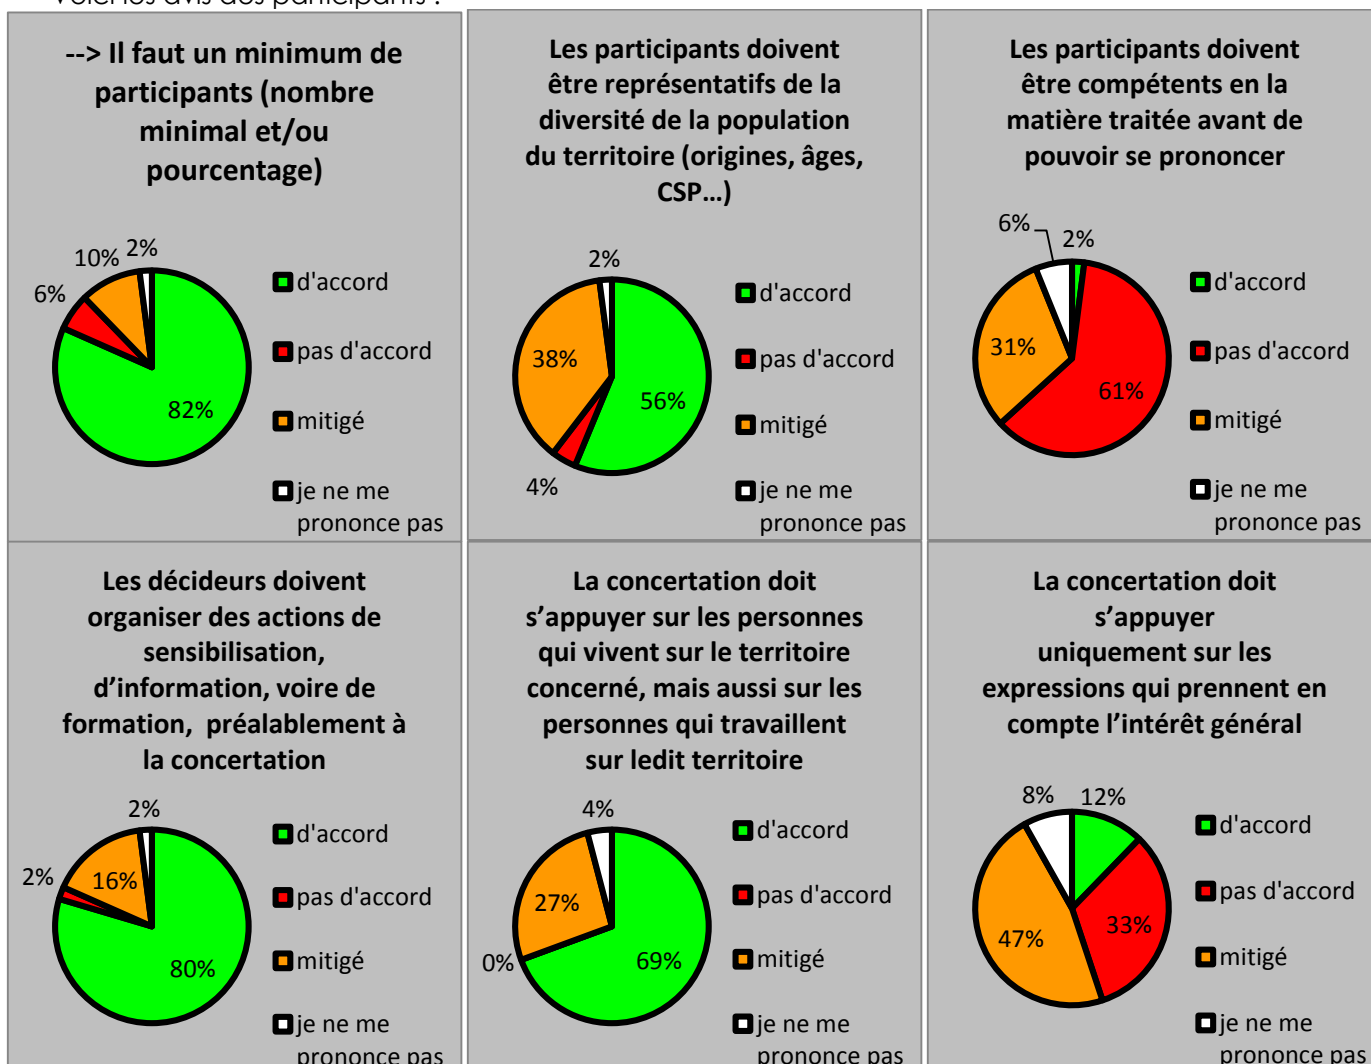 Voici les avis des participants :
--> Il faut un minimum de
participants (nombre
minimal et/ou
pourcentage)
10%
2%
6%
82%
d'accord
pas d'accord
mitigé
je ne me
prononce pas
Les participants doivent
être représentatifs de la
diversité de la population
du territoire (origines, âges,
CSP...)
2%
38%
56%
4%
d'accord
pas d'accord
mitigé
je ne me
prononce pas
Les participants doivent
être compétents en la
matière traitée avant de
pouvoir se prononcer
6%
2%
31%
61%
d'accord
pas d'accord
mitigé
je ne me
prononce pas
Les décideurs doivent
organiser des actions de
sensibilisation,
d’information, voire de
formation, préalablement à
la concertation
2%
2%
16%
80%
d'accord
pas d'accord
mitigé
je ne me
prononce pas
La concertation doit
s’appuyer sur les personnes
qui vivent sur le territoire
concerné, mais aussi sur les
personnes qui travaillent
sur ledit territoire
4%
27%
0%
69%
d'accord
pas d'accord
mitigé
je ne me
prononce pas
La concertation doit
s’appuyer
uniquement sur les
expressions qui prennent en
compte l’intérêt général
8%
12%
47%
33%
d'accord
pas d'accord
mitigé
je ne me
prononce pas